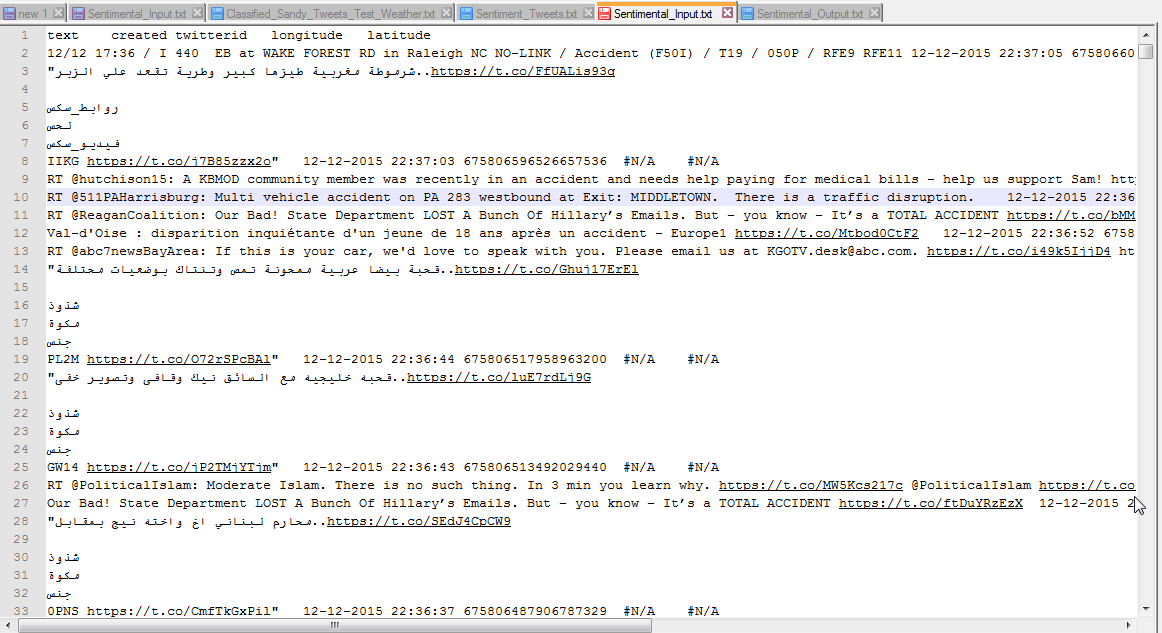 new 1
Sentimental_Input.txt
Classified_Sandy_Tweets_Test_Weather.txt
Sentiment_Tweets.txt
Sentimental_Input.txt
Sentimental_Output.txt
1 text created twitterid longitude latitude
2 12/12 17:36 / I 440 EB at WAKE FOREST RD in Raleigh NC NO-LINK / Accident (F50I) / T19 / 050P / RFE9 RFE11 12-12-2015 22:37:05 67580660
3 "شرموطة مغربية طيزها كبير وطرية تقعد علي الزبر..https://t.co/FfUALis93q
4
5 روابط_سكس
6 لحس
7 فيديو_سكس
8 IIKG https://t.co/j7B85zzx2o" 12-12-2015 22:37:03 675806596526657536 #N/A #N/A
9 RT @hutchison15: A KBMOD community member was recently in an accident and needs help paying for medical bills – help us support Sam! htt
10 RT @511PAHarrisburg: Multi vehicle accident on PA 283 westbound at Exit: MIDDLETOWN. There is a traffic disruption. 12-12-2015 22:36
11 RT @ReaganCoalition: Our Bad! State Department LOST A Bunch Of Hillary’s Emails. But – you know – It’s a TOTAL ACCIDENT https://t.co/bMM
12 Val-d'Oise : disparition inquiétante d'un jeune de 18 ans après un accident – Europe1 https://t.co/Mtbod0CtF2 12-12-2015 22:36:52 6758
13 RT @abc7newsBayArea: If this is your car, we'd love to speak with you. Please email us at KGOTV.desk@abc.com. https://t.co/i49k5IjjD4 ht
14 "قحبة بيضا عربية ممحونة تمص وتنتاك بوضعيات مختلفة..https://t.co/Ghuj17ErEl
15
16 شذوذ
17 مكوة
18 جنس
19 PL2M https://t.co/O72rSPcBAl" 12-12-2015 22:36:44 675806517958963200 #N/A #N/A
20 "قحبه خليجيه مع السائق نيك وقافى وتصوير خفى..https://t.co/luE7rdLj9G
21
22 شذوذ
23 مكوة
24 جنس
25 GW14 https://t.co/jP2TMjYTjm" 12-12-2015 22:36:43 675806513492029440 #N/A #N/A
26 RT @PoliticalIslam: Moderate Islam. There is no such thing. In 3 min you learn why. https://t.co/MW5Kcs217c @PoliticalIslam https://t.co
27 Our Bad! State Department LOST A Bunch Of Hillary’s Emails. But – you know – It’s a TOTAL ACCIDENT https://t.co/ftDuYRzEzX 12-12-2015 2
28 "محارم لبناني اخ واخته نيج بمقابل..https://t.co/SEdJ4CpCW9
29
30 شذوذ
31 مكوة
32 جنس
33 0PNS https://t.co/CmfTkGxPil" 12-12-2015 22:36:37 675806487906787329 #N/A #N/A